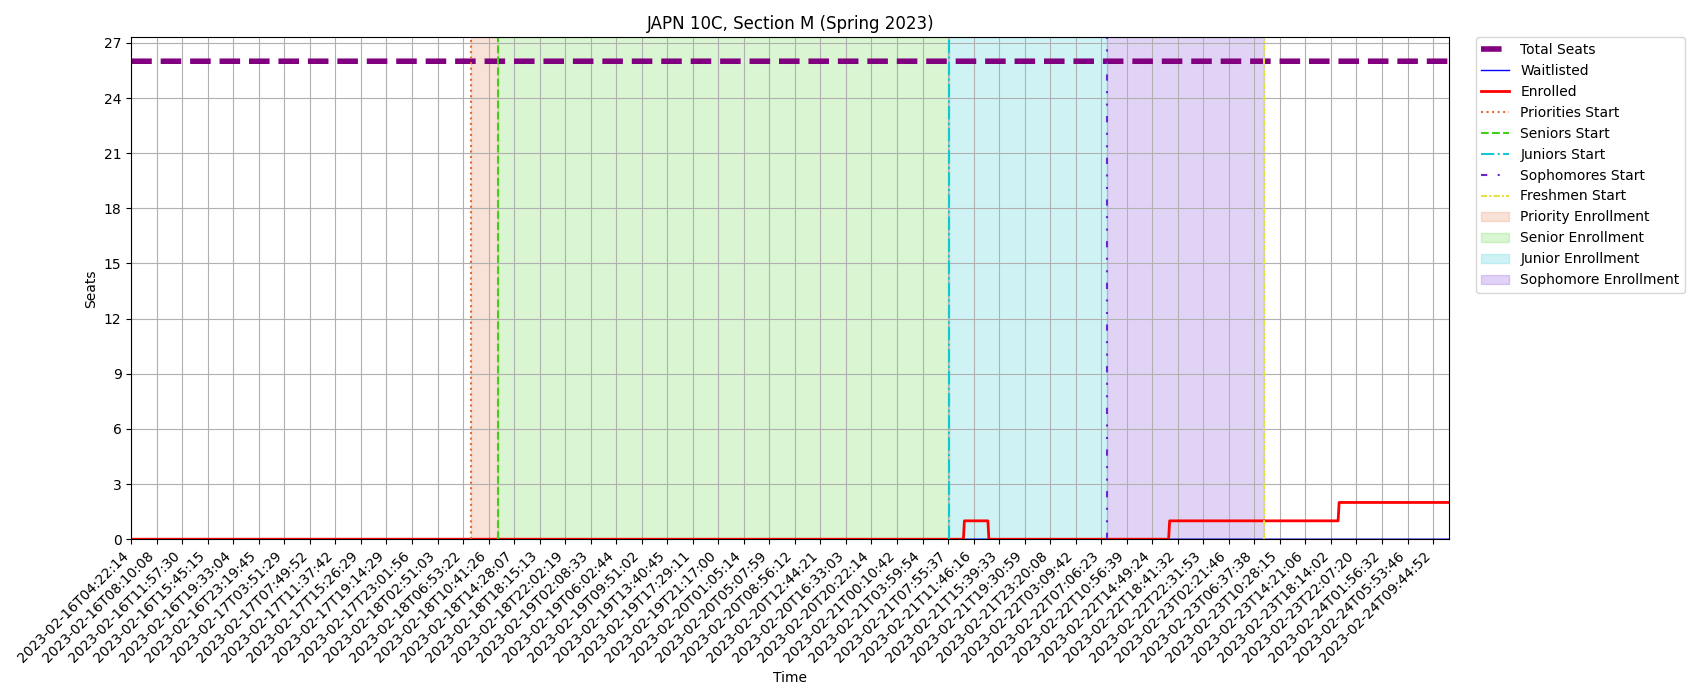 JAPN 10C, Section M (Spring 2023)
27
24
21
18
15
12
9
6
3
0
Seats
2023-02-16T04:22:14
2023-02-16T08:10:08
2023-02-16T11:57:30
2023-02-16T15:45:15
2023-02-16T19:33:04
2023-02-16T23:19:45
2023-02-17T03:51:29
2023-02-17T07:49:52
2023-02-17T11:37:42
2023-02-17T15:26:29
2023-02-17T19:14:29
2023-02-17T23:01:56
2023-02-18T02:51:03
2023-02-18T06:53:22
2023-02-18T10:41:26
2023-02-18T14:28:07
2023-02-18T18:15:13
2023-02-18T22:02:19
2023-02-19T02:08:33
2023-02-19T06:02:44
2023-02-19T09:51:02
2023-02-19T13:40:45
2023-02-19T17:29:11
2023-02-19T21:17:00
2023-02-20T01:05:14
2023-02-20T05:07:59
2023-02-20T08:56:12
2023-02-20T12:44:21
2023-02-20T16:33:03
2023-02-20T20:22:14
2023-02-21T00:10:42
2023-02-21T03:59:54
2023-02-21T07:55:37
2023-02-21T11:46:16
2023-02-21T15:39:33
2023-02-21T19:30:59
2023-02-21T23:20:08
2023-02-22T03:09:42
2023-02-22T07:06:23
2023-02-22T10:56:39
2023-02-22T14:49:24
2023-02-22T18:41:32
2023-02-22T22:31:53
2023-02-23T02:21:46
2023-02-23T06:37:38
2023-02-23T10:28:15
2023-02-23T14:21:06
2023-02-23T18:14:02
2023-02-23T22:07:20
2023-02-24T01:56:32
2023-02-24T05:53:46
2023-02-24T09:44:52
Time
Total Seats
Waitlisted
Enrolled
Priorities Start
Seniors Start
Juniors Start
Sophomores Start
Freshmen Start
Priority Enrollment
Senior Enrollment
Junior Enrollment
Sophomore Enrollment